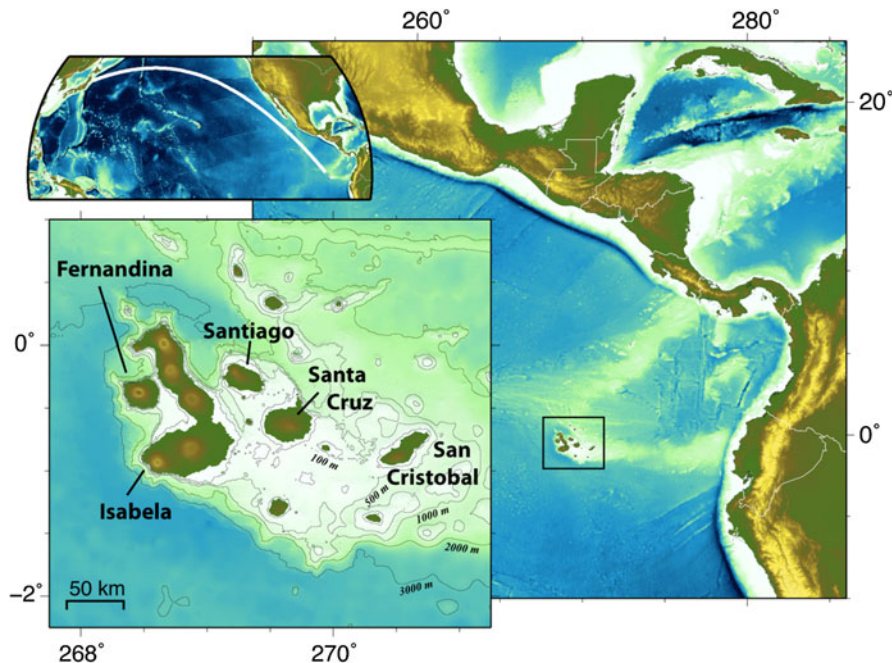 260°
280°
20°
0°
Fernandina
Santiago
0°
Santa
Cruz
San
Cristobal
100 m
500 m
1000 m
2000 m
3000 m
Isabela
−2°
50 km
268°
270°